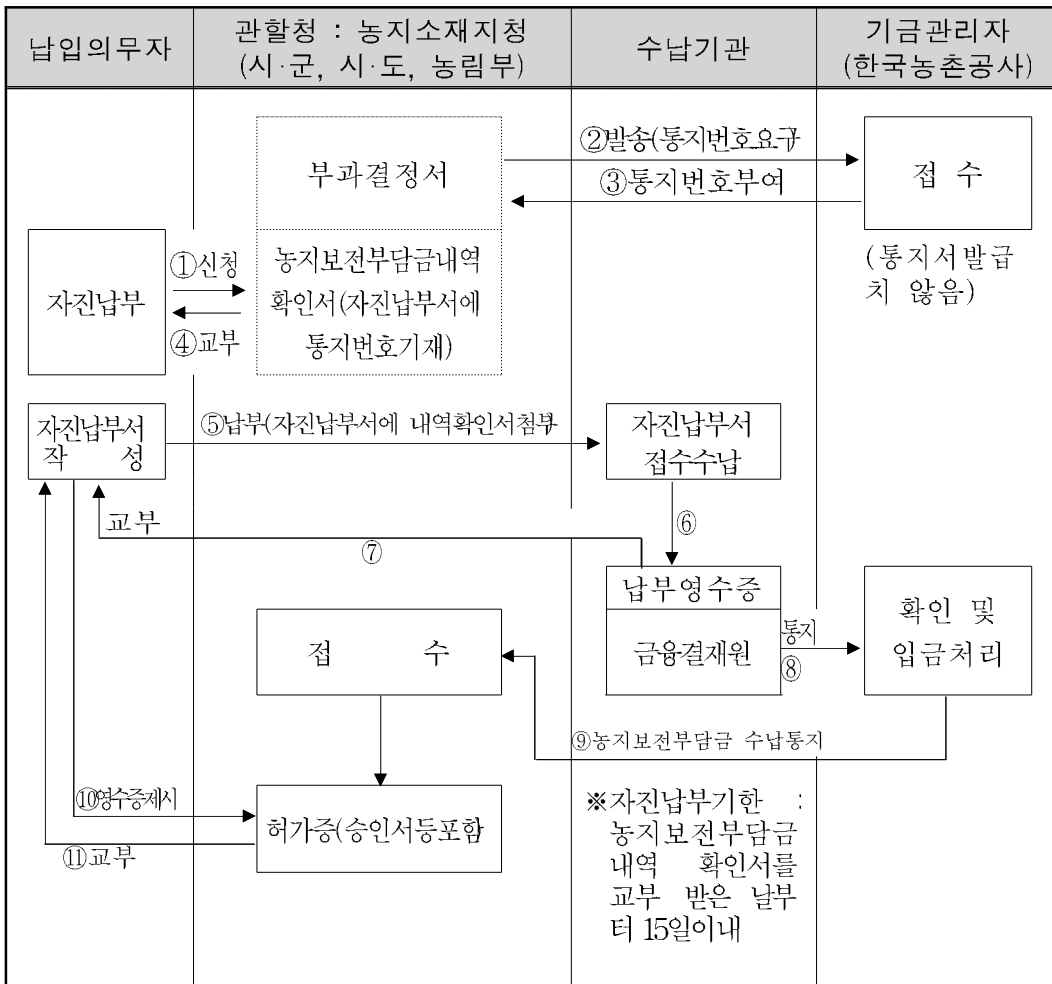 납입의무자
관할청 : 농지소재지청
(시·군, 시·도, 농림부)
수납기관
기금관리자
(한국농촌공사)
부과결정서
②발송(통지번호요구
③통지번호부여
접 수
(통지서발급
치 않음)
자진납부
①신청
④교부
농지보전부담금내역
확인서(자진납부서에
통지번호기재)
자진납부서
작 성
⑤납부(자진납부서에 내역확인서첨부
자진납부서
접수수납
⑥
교부
⑦
납부영수증
금융결재원
통지
⑧
확인 및
입금처리
접 수
⑨농지보전부담금 수납통지
⑩영수증제시
⑪교부
허가증(승인서등포함
※자진납부기한 :
농지보전부담금
내역 확인서를
교부 받은 날부
터 15일이내